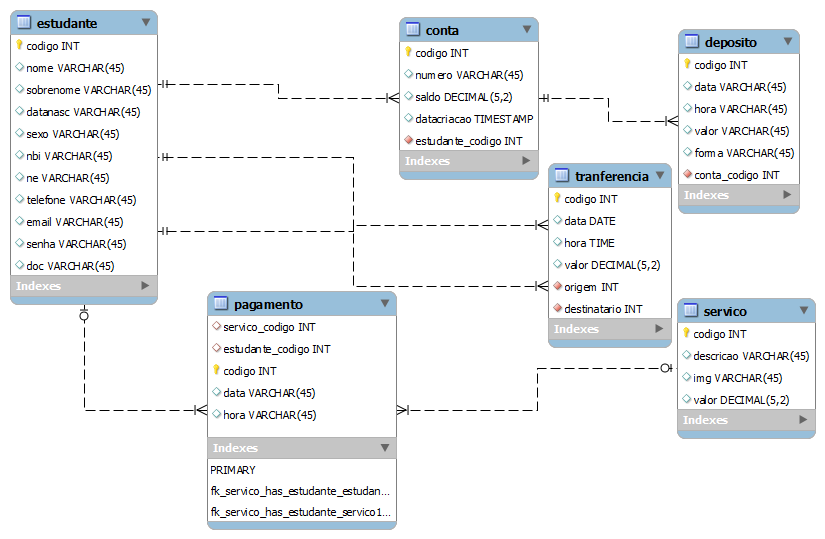 estudante
codigo INT
nome VARCHAR(45)
sobrenome VARCHAR(45)
datanasc VARCHAR(45)
sexo VARCHAR(45)
nbi VARCHAR(45)
ne VARCHAR(45)
telefone VARCHAR(45)
email VARCHAR(45)
senha VARCHAR(45)
doc VARCHAR(45)
Indexes
conta
codigo INT
numero VARCHAR(45)
saldo DECIMAL(5,2)
datacriacao TIMESTAMP
estudante_codigo INT
Indexes
deposito
codigo INT
data VARCHAR(45)
hora VARCHAR(45)
valor VARCHAR(45)
forma VARCHAR(45)
conta_codigo INT
Indexes
tranferencia
codigo INT
data DATE
hora TIME
valor DECIMAL(5,2)
origem INT
destinatario INT
Indexes
pagamento
servico_codigo INT
estudante_codigo INT
codigo INT
data VARCHAR(45)
hora VARCHAR(45)
Indexes
PRIMARY
fk_servico_has_estudante_estudan...
fk_servico_has_estudante_servico1...
servico
codigo INT
descricao VARCHAR(45)
img VARCHAR(45)
valor DECIMAL(5,2)
Indexes